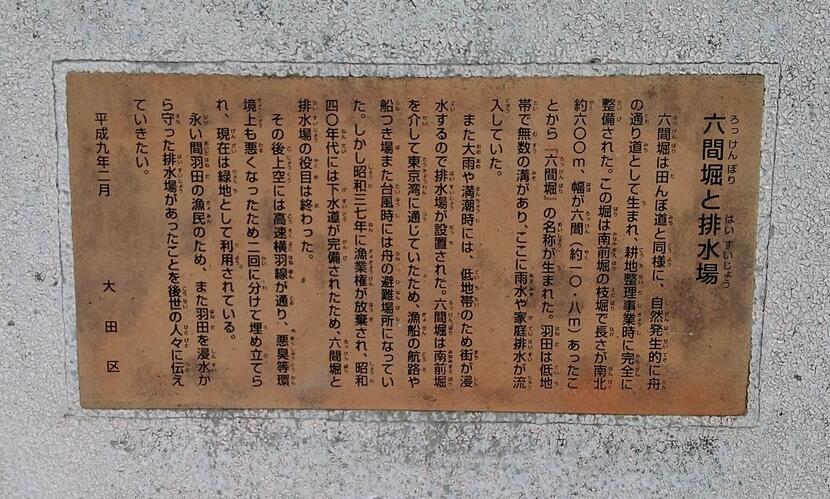 六間堀と排水場
六間堀は田んぼ道と同様に、自然発生的に舟
の通り道として生まれ、耕地整理事業時に完全に
整備された。この堀は南前堀の枝堀で長さが南北
約六〇〇m、幅が六間（約一〇・八m）あったこ
とから『六間堀』の名称が生まれた。羽田は低地
帯で無数の溝があり、ここに雨水や家庭排水が流
入していた。
また大雨や満潮時には、低地帯のため街が浸
水するので排水場が設置された。六間堀は南前堀
を介して東京湾に通じていたため、漁船の航路や
船つき場また台風時には舟の避難場所になってい
た。しかし昭和三七年に漁業権が放棄され、昭和
四〇年代には下水道が完備されたため、六間堀と
排水場の役目は終わった。
その後上空には高速横羽線が通り、悪臭等環
境上も悪くなったため二回に分けて埋め立てら
れ、現在は緑地として利用されている。
永い間羽田の漁民のため、また羽田を浸水か
ら守った排水場があったことを後世の人々に伝え
ていきたい。
平成九年二月
大田区